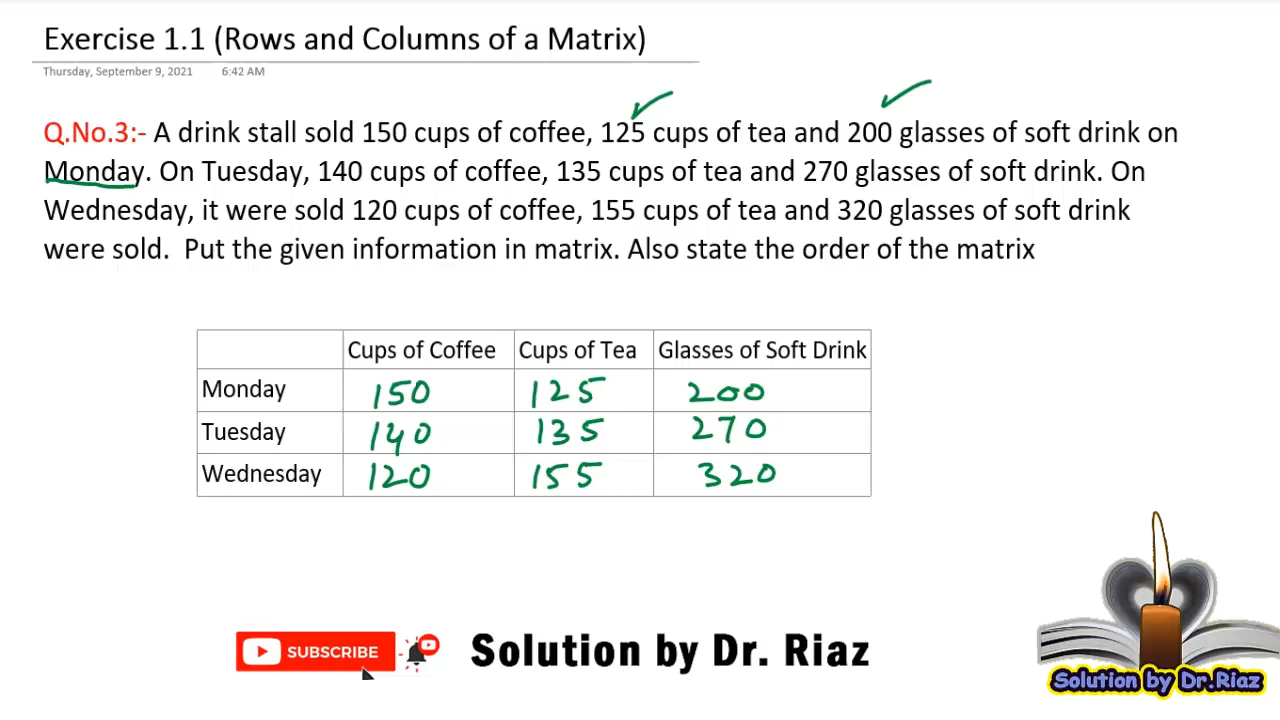 Exercise 1.1 (Rows and Columns of a Matrix)
Thursday, September 9, 2021 6:42 AM
Q.No.3:- A drink stall sold 150 cups of coffee, 125 cups of tea and 200 glasses of soft drink on
Monday. On Tuesday, 140 cups of coffee, 135 cups of tea and 270 glasses of soft drink. On
Wednesday, it were sold 120 cups of coffee, 155 cups of tea and 320 glasses of soft drink
were sold. Put the given information in matrix. Also state the order of the matrix
Cups of Coffee Cups of Tea Glasses of Soft Drink
Monday 150 125 200
Tuesday 140 135 270
Wednesday 120 155 320
SUBSCRIBE Solution by Dr. Riaz
Solution by Dr.Riaz